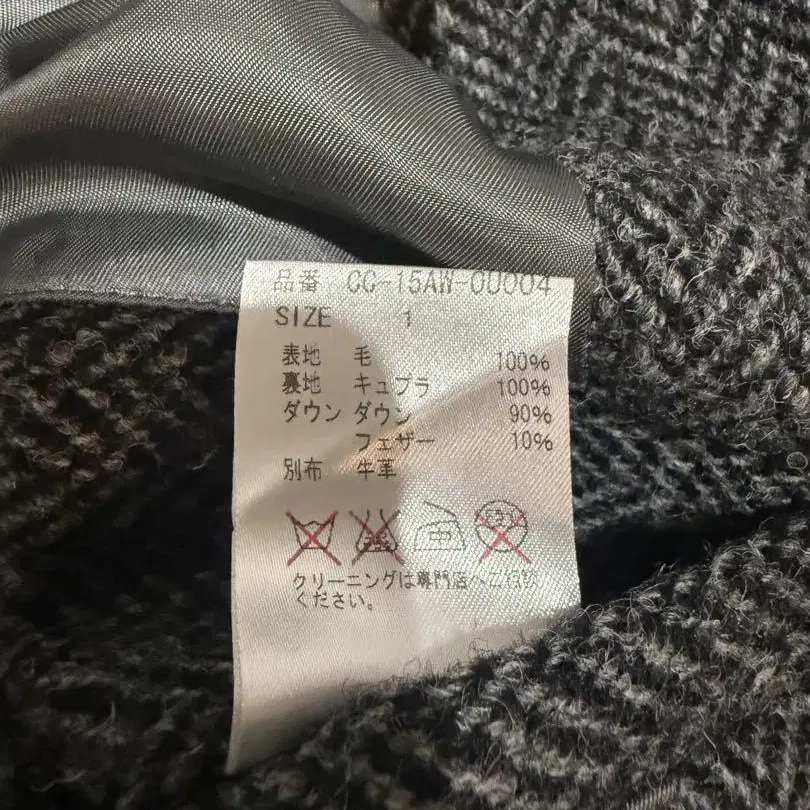 品番 CC-15AW-00004
SIZE 1
表地 毛 100%
裏地 キュプラ 100%
ダウン ダウン 90%
フェザー 10%
別布 牛革
クリーニングは専門店へご相談
ください。